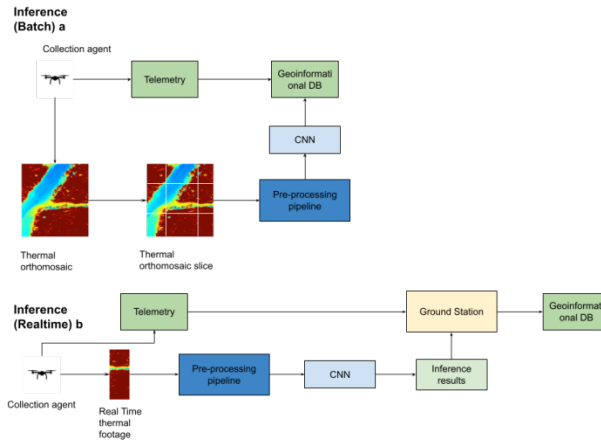 Inference
(Batch) a
Collection agent
Telemetry
Geoinformati
onal DB
CNN
Pre-processing
pipeline
Thermal
orthomosaic
Thermal
orthomosaic slice
Inference
(Realtime) b
Telemetry
Ground Station
Geoinformati
onal DB
Pre-processing
pipeline
CNN
Inference
results
Collection agent
Real Time
thermal
footage